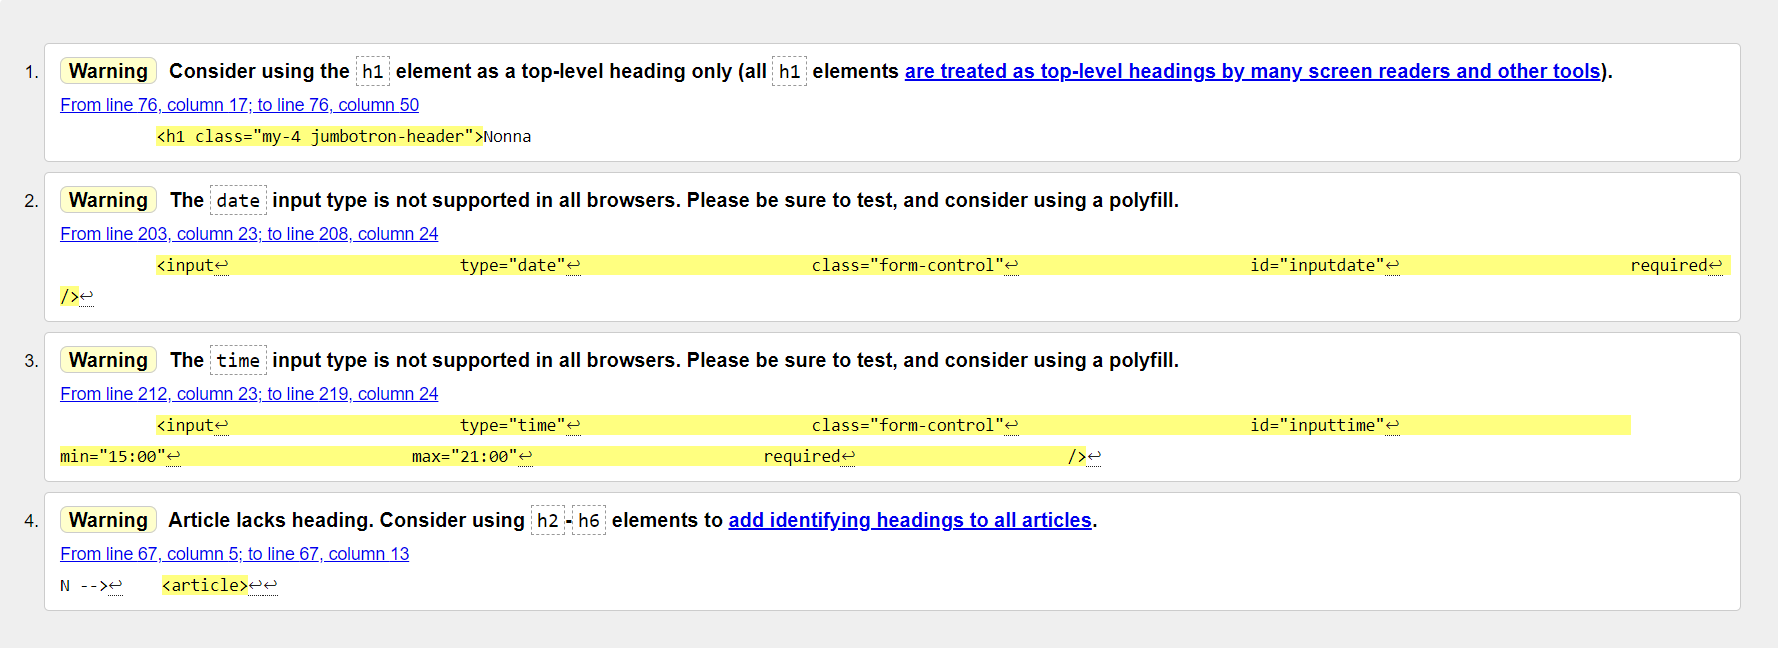 1. Warning Consider using the h1 element as a top-level heading only (all h1 elements are treated as top-level headings by many screen readers and other tools).
From line 76, column 17; to line 76, column 50
<h1 class="my-4 jumbotron-header">Nonna
2. Warning The date input type is not supported in all browsers. Please be sure to test, and consider using a polyfill.
From line 203, column 23; to line 208, column 24
<input↩ type="date"↩ class="form-control"↩ id="inputdate"↩ required↩
/>↩
3. Warning The time input type is not supported in all browsers. Please be sure to test, and consider using a polyfill.
From line 212, column 23; to line 219, column 24
<input↩ type="time"↩ class="form-control"↩ id="inputtime"↩
min="15:00"↩ max="21:00"↩ required↩ />↩
4. Warning Article lacks heading. Consider using h2-h6 elements to add identifying headings to all articles.
From line 67, column 5; to line 67, column 13
N -->↩ <article>↩↩